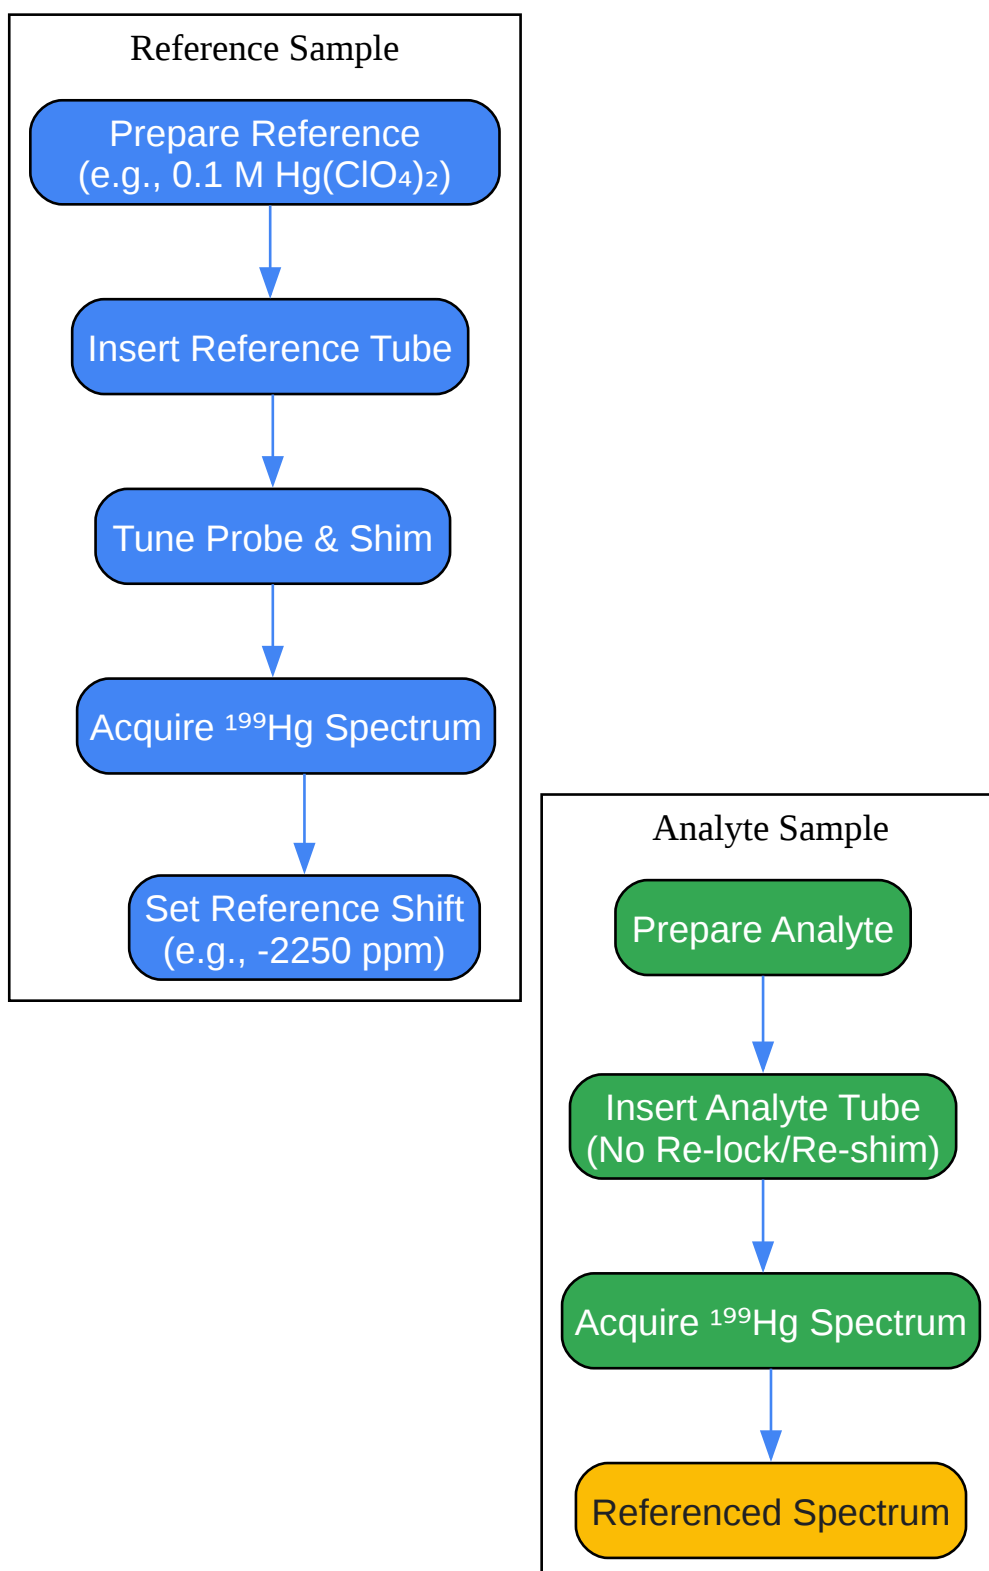 Reference Sample
Prepare Reference
(e.g., 0.1 M Hg(ClO₄)₂)
Insert Reference Tube
Tune Probe & Shim
Acquire ¹⁹⁹Hg Spectrum
Set Reference Shift
(e.g., -2250 ppm)
Analyte Sample
Prepare Analyte
Insert Analyte Tube
(No Re-lock/Re-shim)
Acquire ¹⁹⁹Hg Spectrum
Referenced Spectrum